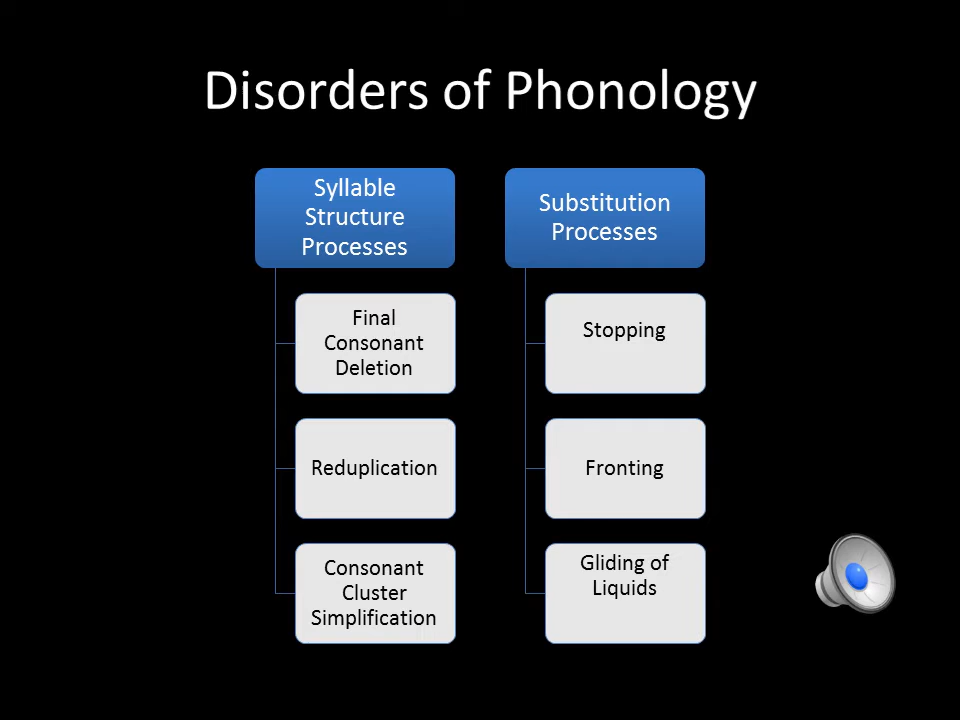 Disorders of Phonology
Syllable
Structure
Processes
Final
Consonant
Deletion
Reduplication
Consonant
Cluster
Simplification
Substitution
Processes
Stopping
Fronting
Gliding of
Liquids